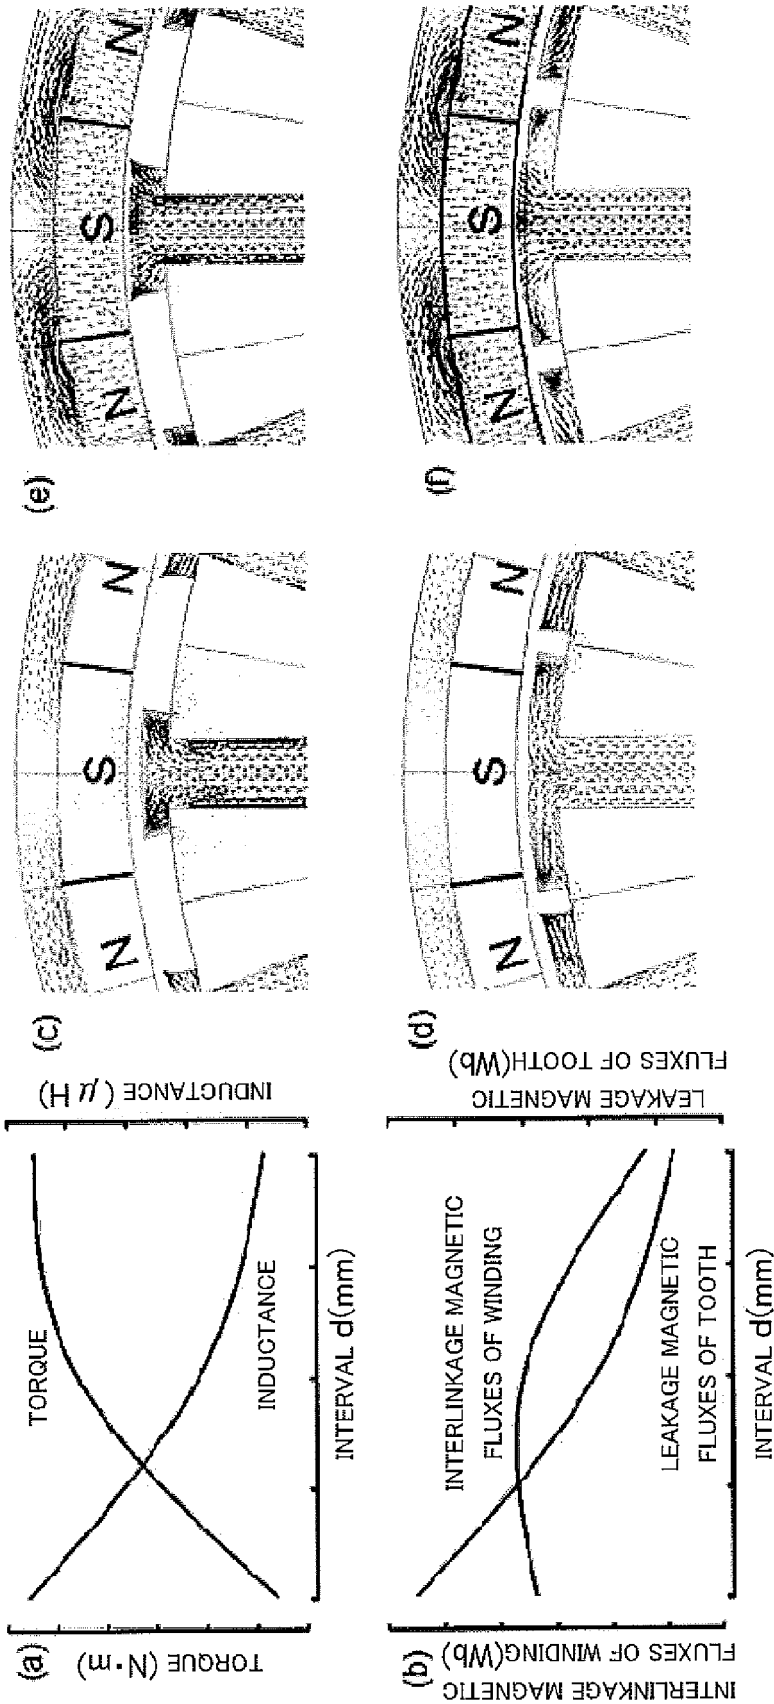 (a)
TORQUE (N·m)
TORQUE
INDUCTANCE
INTERVAL d(mm)
INDUCTANCE (μH)
(b)
INTERLINKAGE MAGNETIC
FLUXES OF WINDING(Wb)
INTERLINKAGE MAGNETIC
FLUXES OF WINDING
LEAKAGE MAGNETIC
FLUXES OF TOOTH
INTERVAL d(mm)
LEAKAGE MAGNETIC
FLUXES OF TOOTH(Wb)
(c)
N
S
N
(d)
N
S
N
(e)
N
S
N
(f)
N
S
N